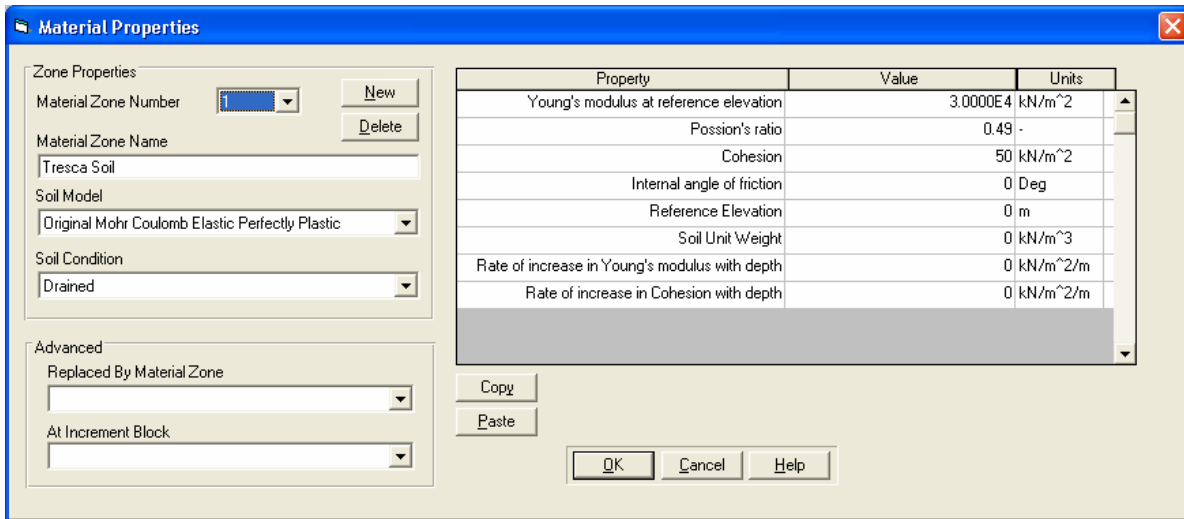 Material Properties
Zone Properties
Material Zone Number 1 New
Delete
Material Zone Name
Tresca Soil
Soil Model
Original Mohr Coulomb Elastic Perfectly Plastic
Soil Condition
Drained
Advanced
Replaced By Material Zone
At Increment Block
Property Value Units
Young's modulus at reference elevation 3.0000E4 kN/m^2
Possion's ratio 0.49 -
Cohesion 50 kN/m^2
Internal angle of friction 0 Deg
Reference Elevation 0 m
Soil Unit Weight 0 kN/m^3
Rate of increase in Young's modulus with depth 0 kN/m^2/m
Rate of increase in Cohesion with depth 0 kN/m^2/m
Copy
Paste
OK Cancel Help